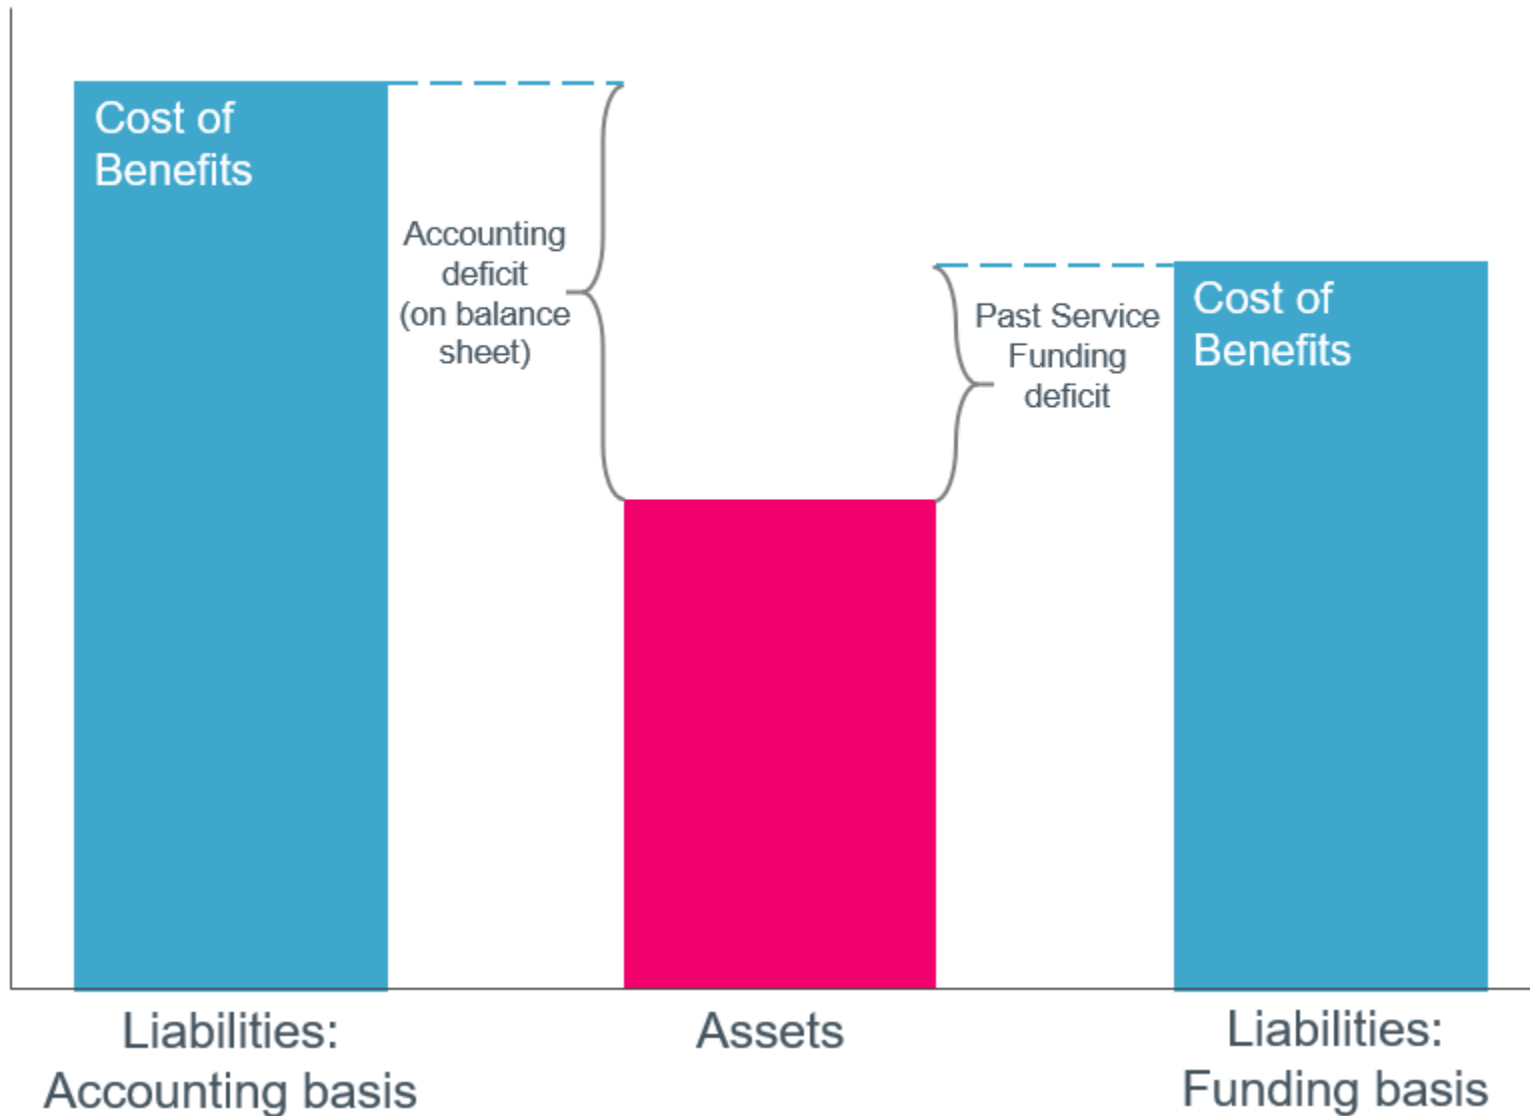 Cost of
Benefits
Accounting
deficit
(on balance
sheet)
Past Service
Funding
deficit
Cost of
Benefits
Liabilities:
Accounting basis
Assets
Liabilities:
Funding basis